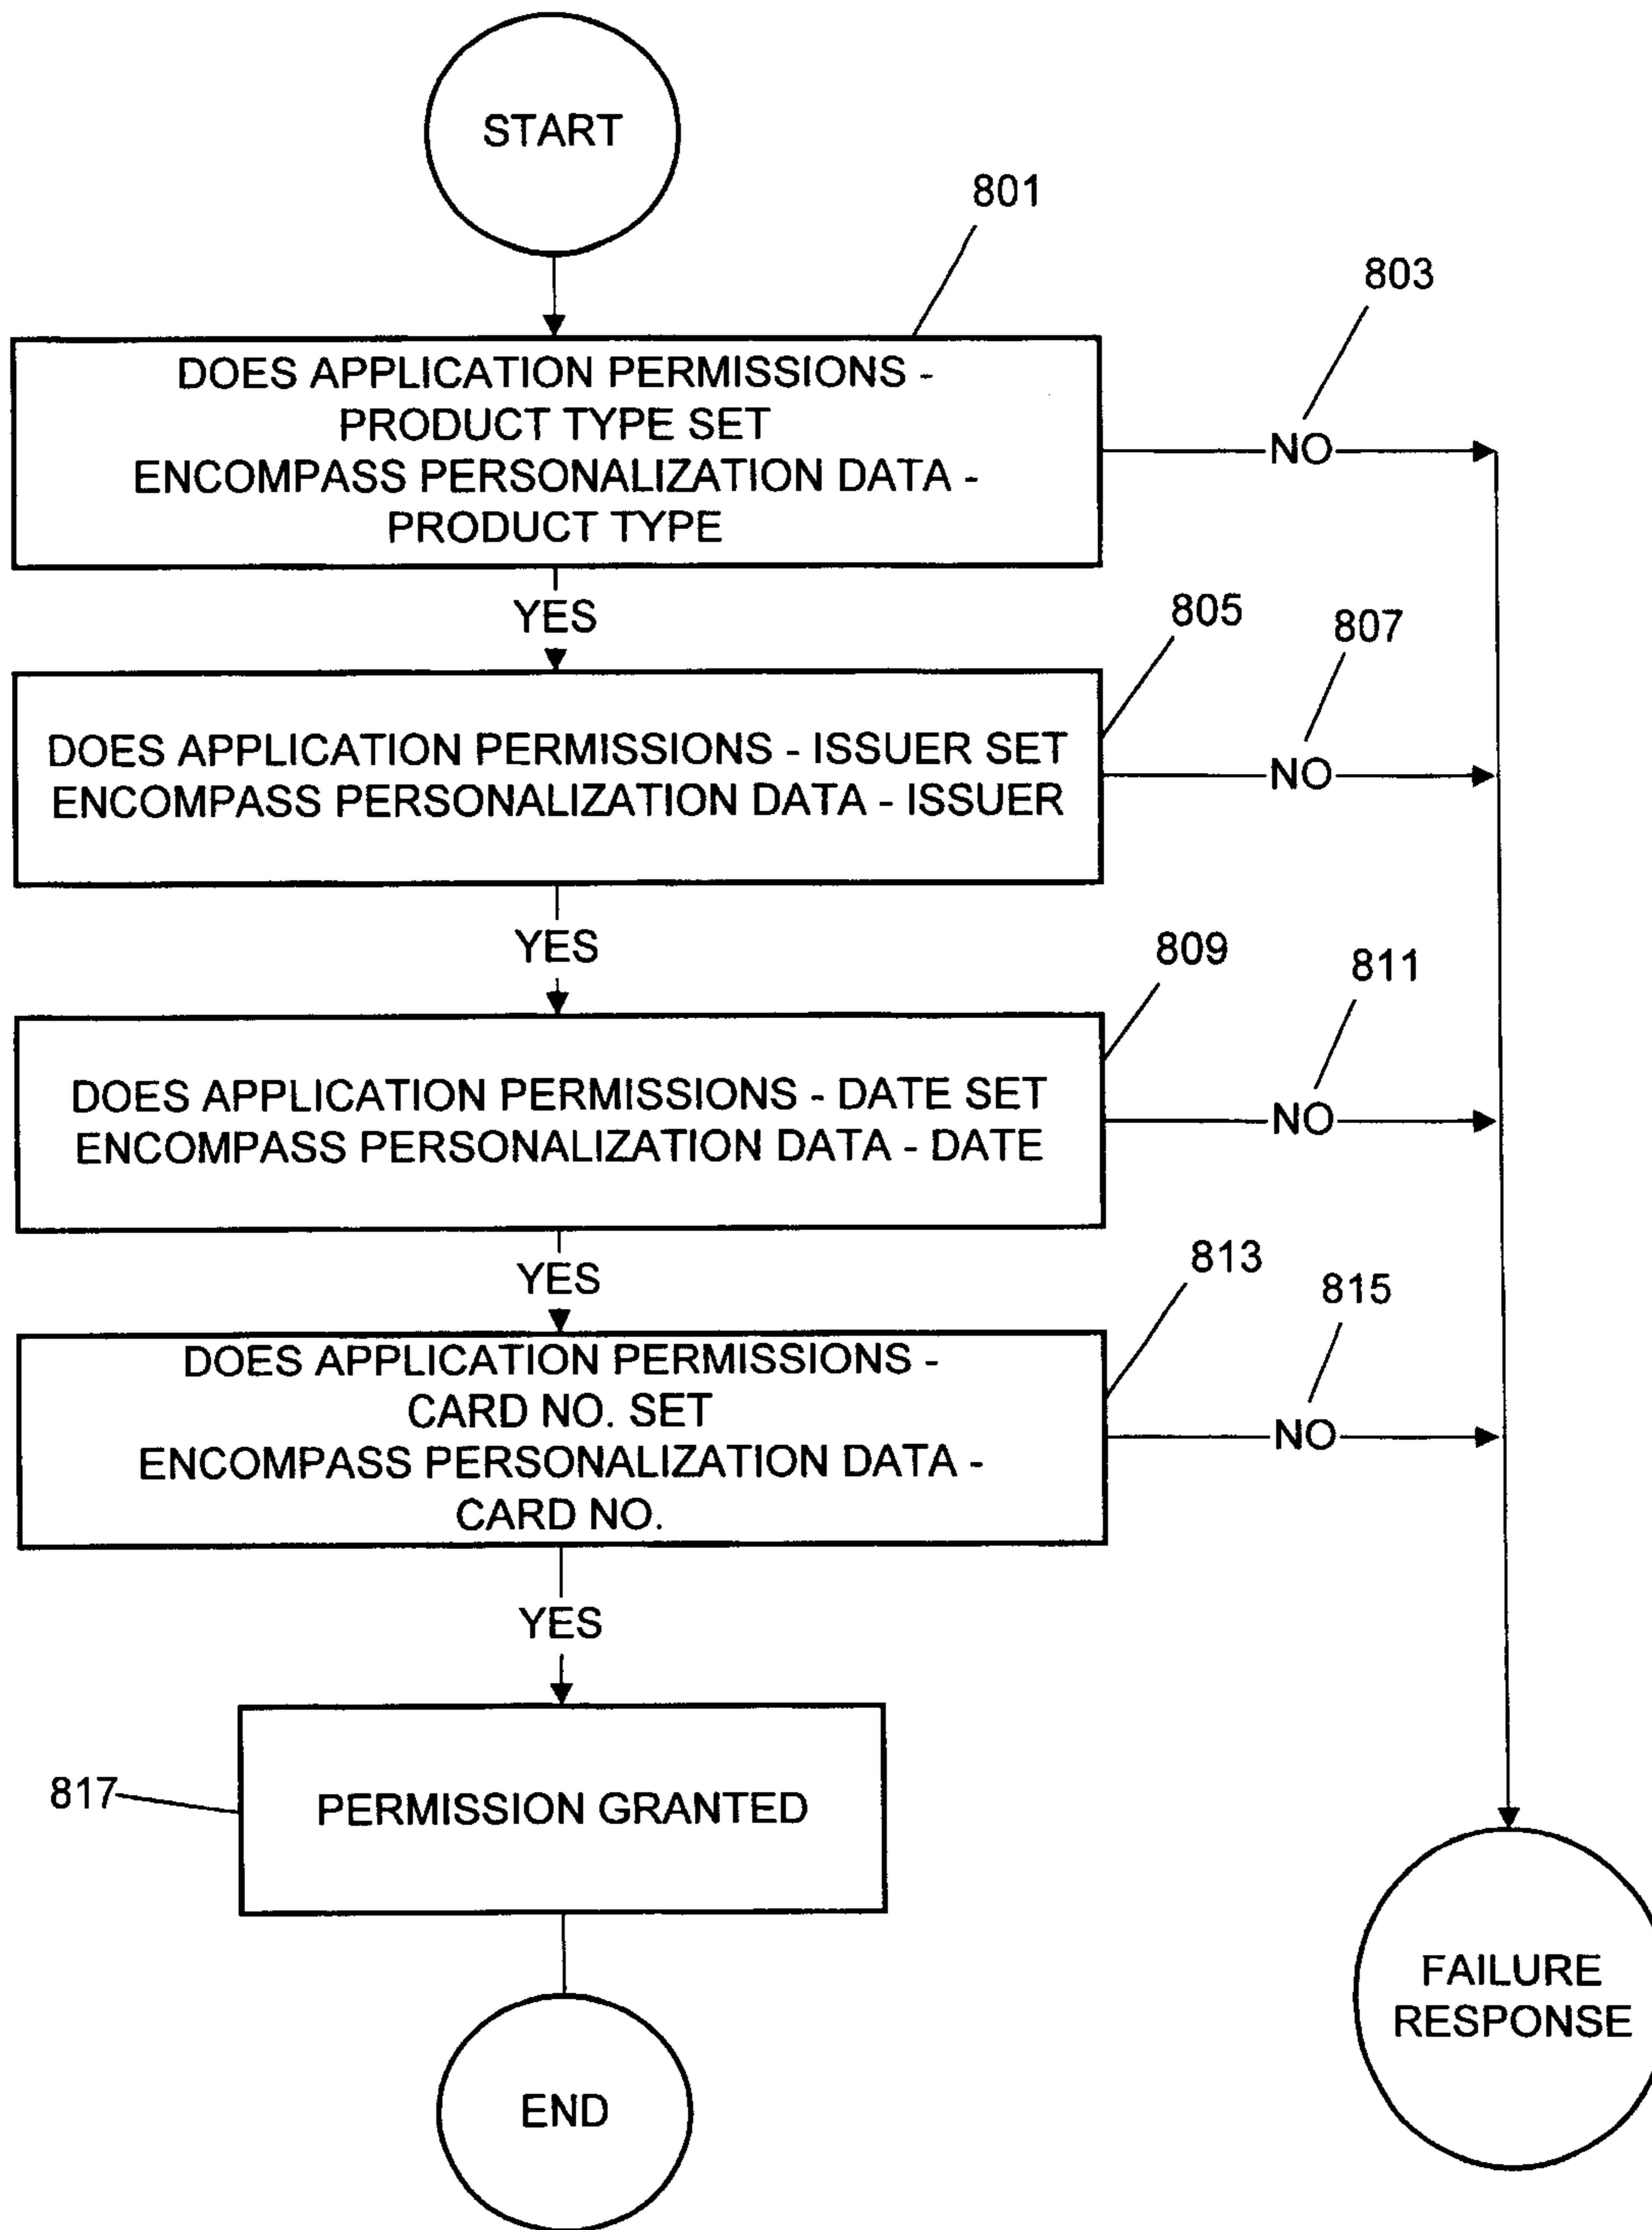 START
801
803
DOES APPLICATION PERMISSIONS -
PRODUCT TYPE SET
ENCOMPASS PERSONALIZATION DATA -
PRODUCT TYPE
NO
YES
805
807
DOES APPLICATION PERMISSIONS - ISSUER SET
ENCOMPASS PERSONALIZATION DATA - ISSUER
NO
YES
809
811
DOES APPLICATION PERMISSIONS - DATE SET
ENCOMPASS PERSONALIZATION DATA - DATE
NO
YES
813
815
DOES APPLICATION PERMISSIONS -
CARD NO. SET
ENCOMPASS PERSONALIZATION DATA -
CARD NO.
NO
YES
817
PERMISSION GRANTED
FAILURE
RESPONSE
END